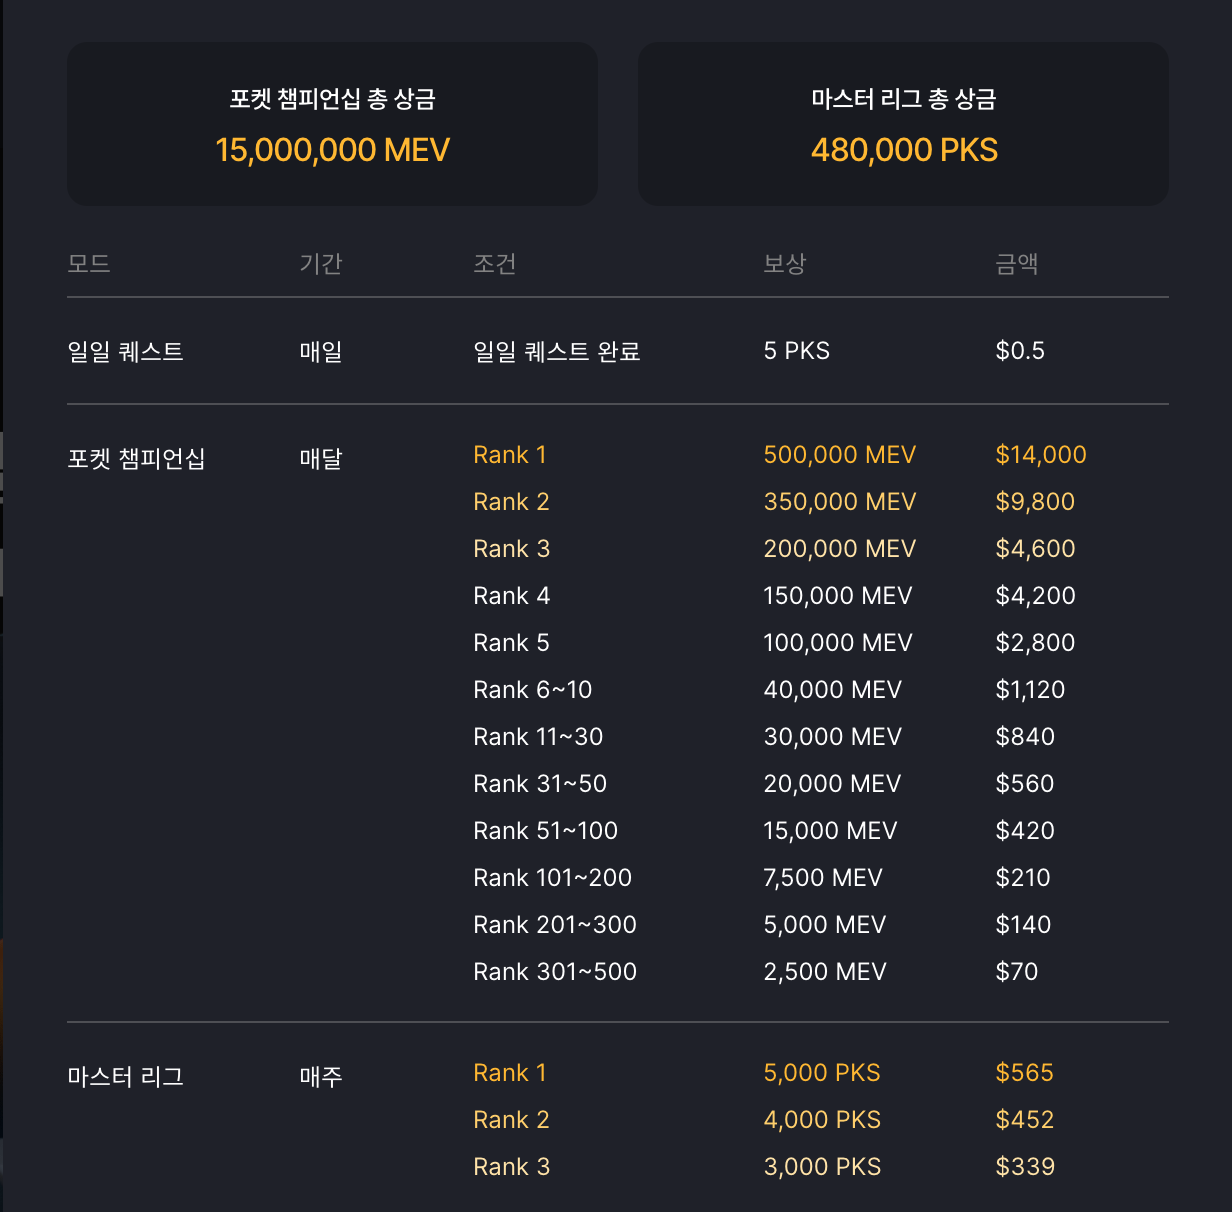 포켓 챔피언십 총 상금
15,000,000 MEV
마스터 리그 총 상금
480,000 PKS
모드 기간 조건 보상 금액
일일 퀘스트 매일 일일 퀘스트 완료 5 PKS $0.5
포켓 챔피언십 매달 Rank 1 500,000 MEV $14,000
Rank 2 350,000 MEV $9,800
Rank 3 200,000 MEV $4,600
Rank 4 150,000 MEV $4,200
Rank 5 100,000 MEV $2,800
Rank 6~10 40,000 MEV $1,120
Rank 11~30 30,000 MEV $840
Rank 31~50 20,000 MEV $560
Rank 51~100 15,000 MEV $420
Rank 101~200 7,500 MEV $210
Rank 201~300 5,000 MEV $140
Rank 301~500 2,500 MEV $70
마스터 리그 매주 Rank 1 5,000 PKS $565
Rank 2 4,000 PKS $452
Rank 3 3,000 PKS $339